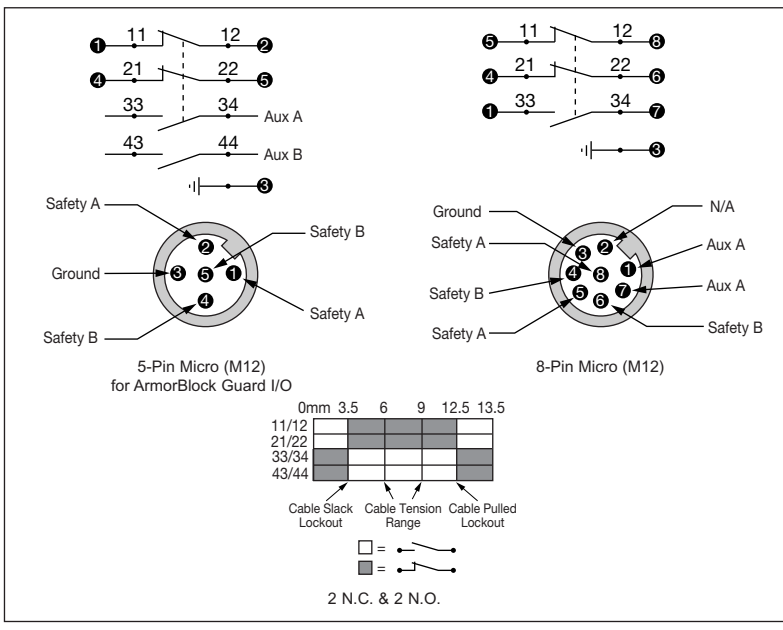 11 12
1 2
21 22
4 5
33 34
Aux A
43 44
Aux B
3
11 12
5 8
21 22
4 6
33 34
1 7
3
Safety A
Safety B
Ground
Safety A
Safety B
2
3 5 1
4
5-Pin Micro (M12)
for ArmorBlock Guard I/O
Ground
N/A
Safety A
Aux A
Safety B
Aux A
Safety A
Safety B
3 2
4 8 1
5 6 7
8-Pin Micro (M12)
0mm 3.5 6 9 12.5 13.5
11/12
21/22
33/34
43/44
Cable Slack
Lockout
Cable Tension
Range
Cable Pulled
Lockout
=
=
2 N.C. & 2 N.O.